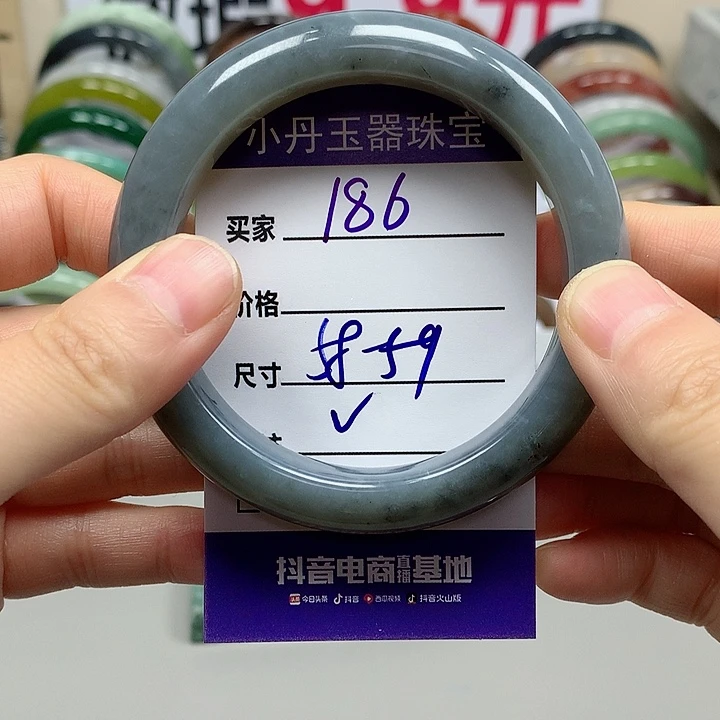 小丹玉器珠宝
买家 186
价格
尺寸 58-59
✓
抖音电商直播基地
今日头条 抖音 西瓜视频 抖音火山版